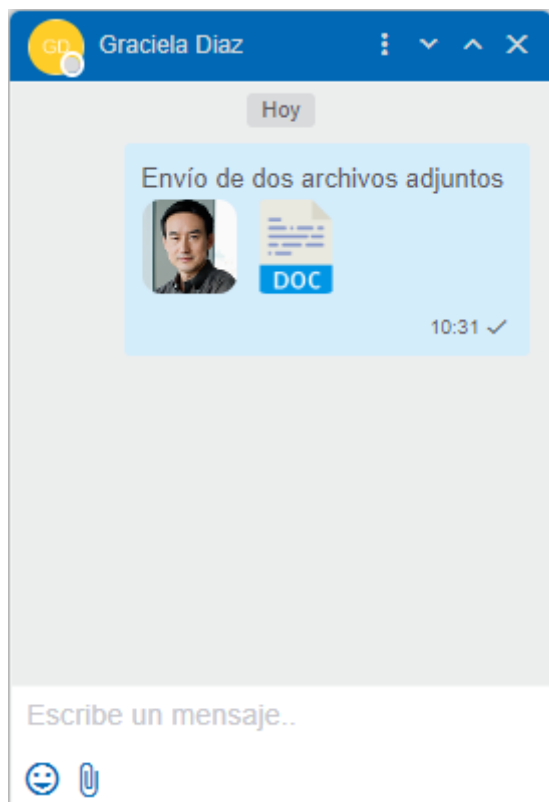 GD
Graciela Diaz
Hoy
Envío de dos archivos adjuntos
DOC
10:31
Escribe un mensaje..